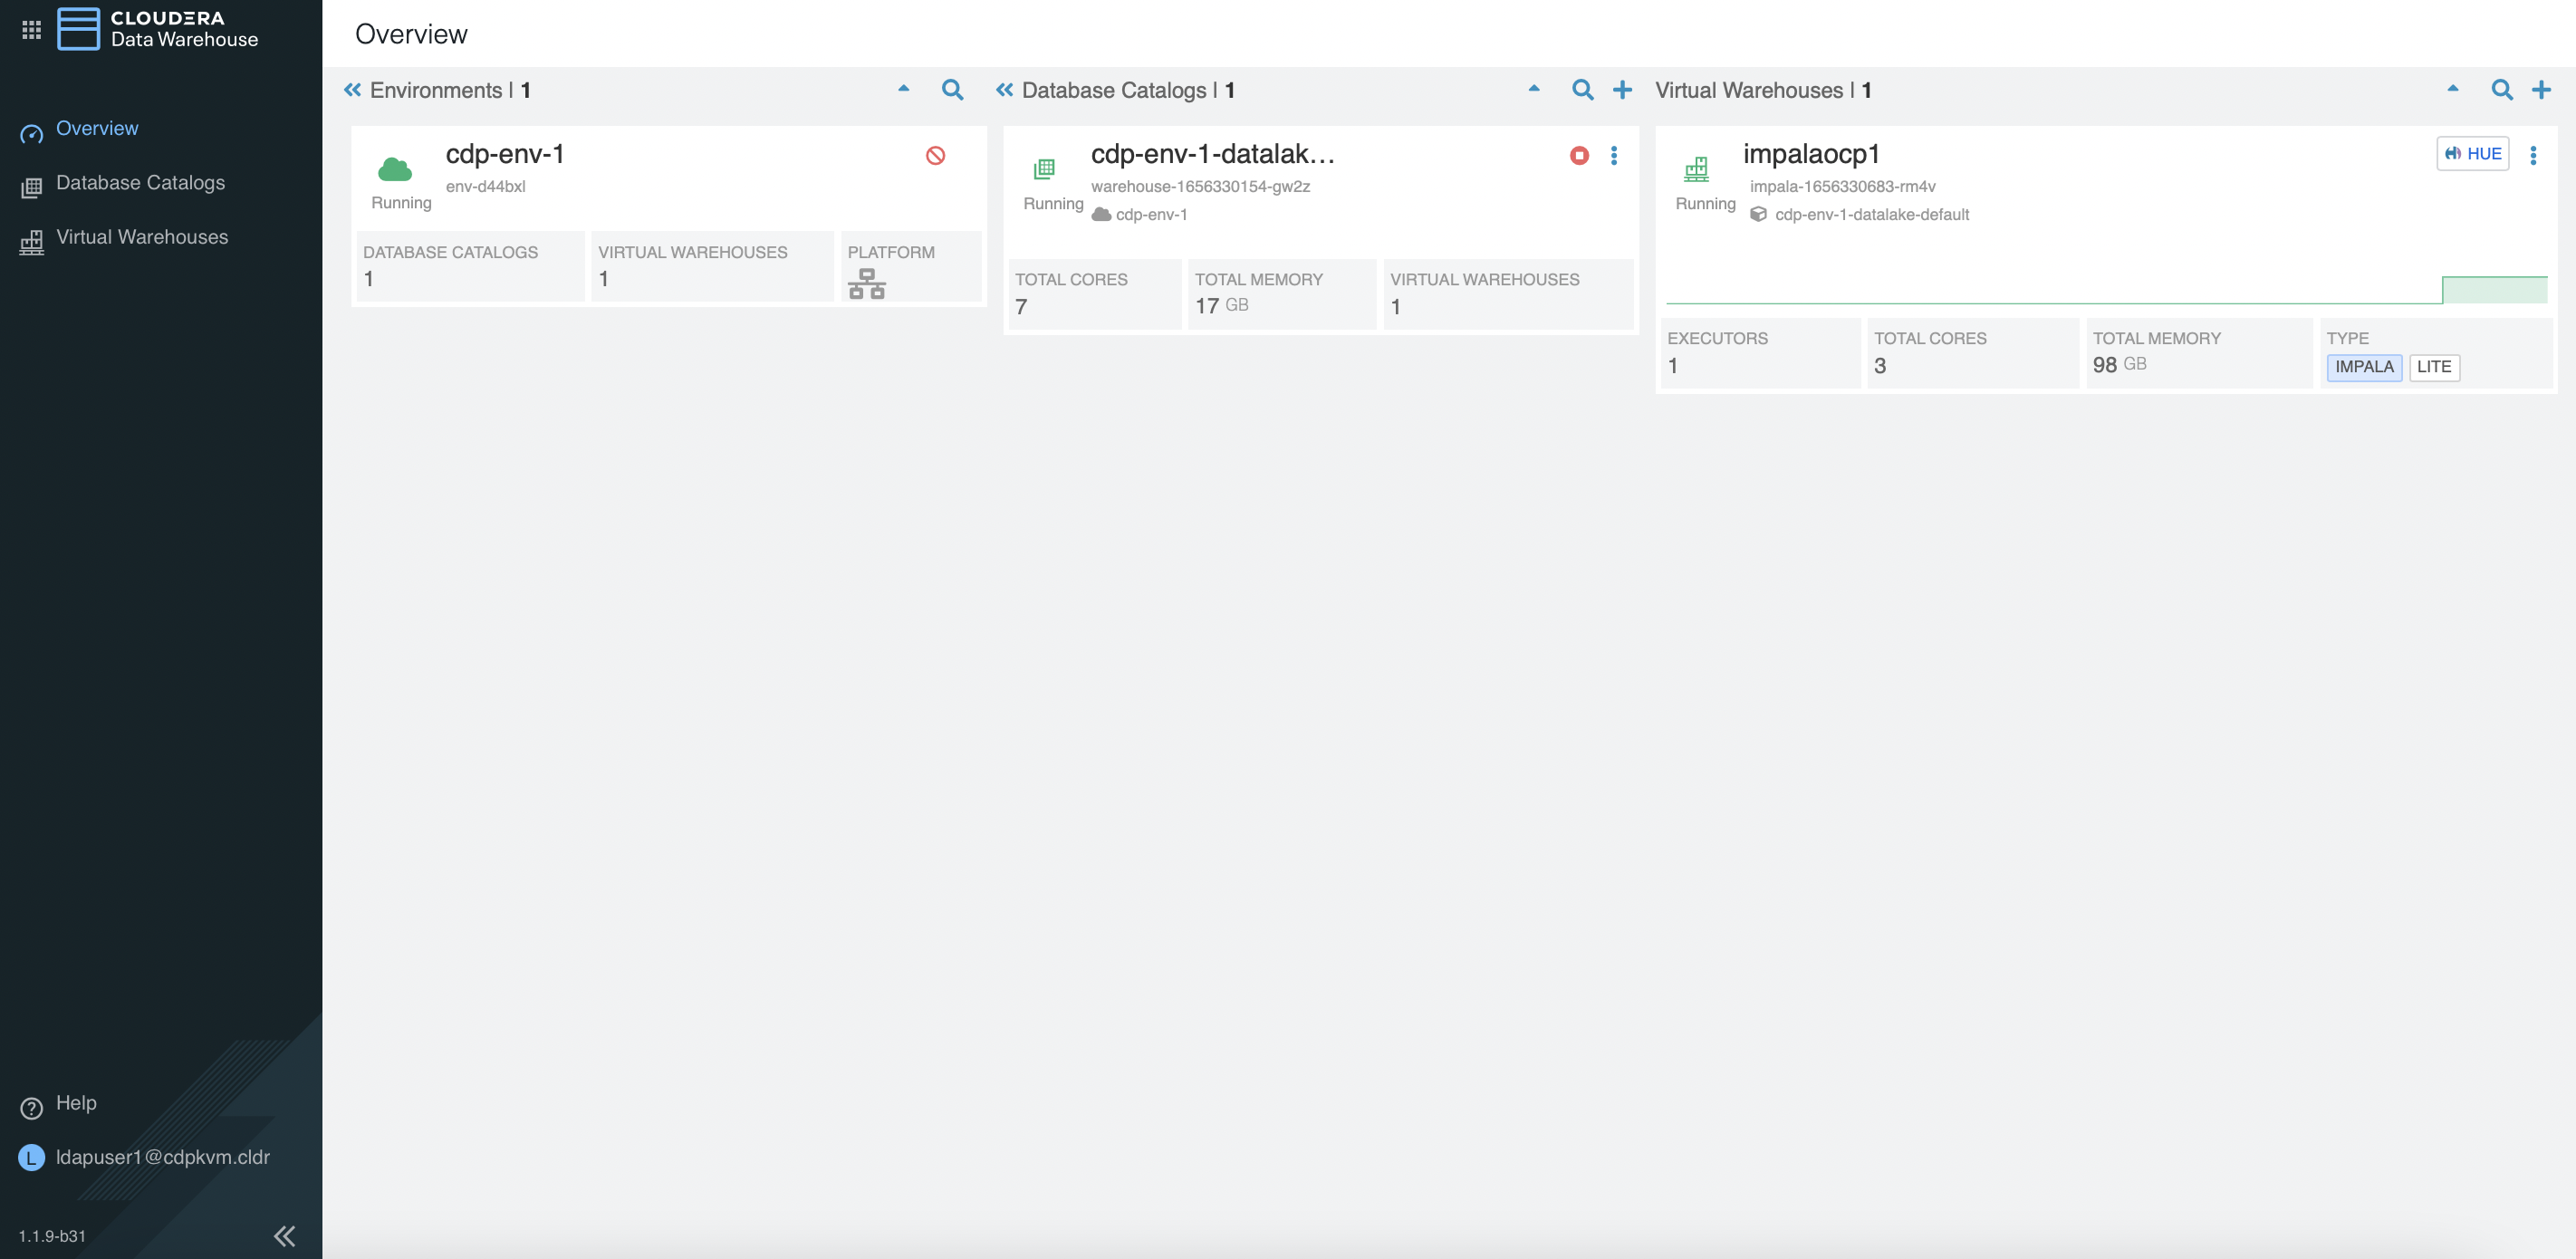 CLOUDERA
Data Warehouse
Overview
Database Catalogs
Virtual Warehouses
Help
L
ldapuser1@cdpkvm.cldr
1.1.9-b31
Overview
Environments | 1
cdp-env-1
env-d44bxl
Running
DATABASE CATALOGS
1
VIRTUAL WAREHOUSES
1
PLATFORM
Database Catalogs | 1
cdp-env-1-datalak...
warehouse-1656330154-gw2z
Running
cdp-env-1
TOTAL CORES
7
TOTAL MEMORY
17 GB
VIRTUAL WAREHOUSES
1
Virtual Warehouses | 1
impalaocp1
HUE
impala-1656330683-rm4v
Running
cdp-env-1-datalake-default
EXECUTORS
1
TOTAL CORES
3
TOTAL MEMORY
98 GB
TYPE
IMPALA LITE